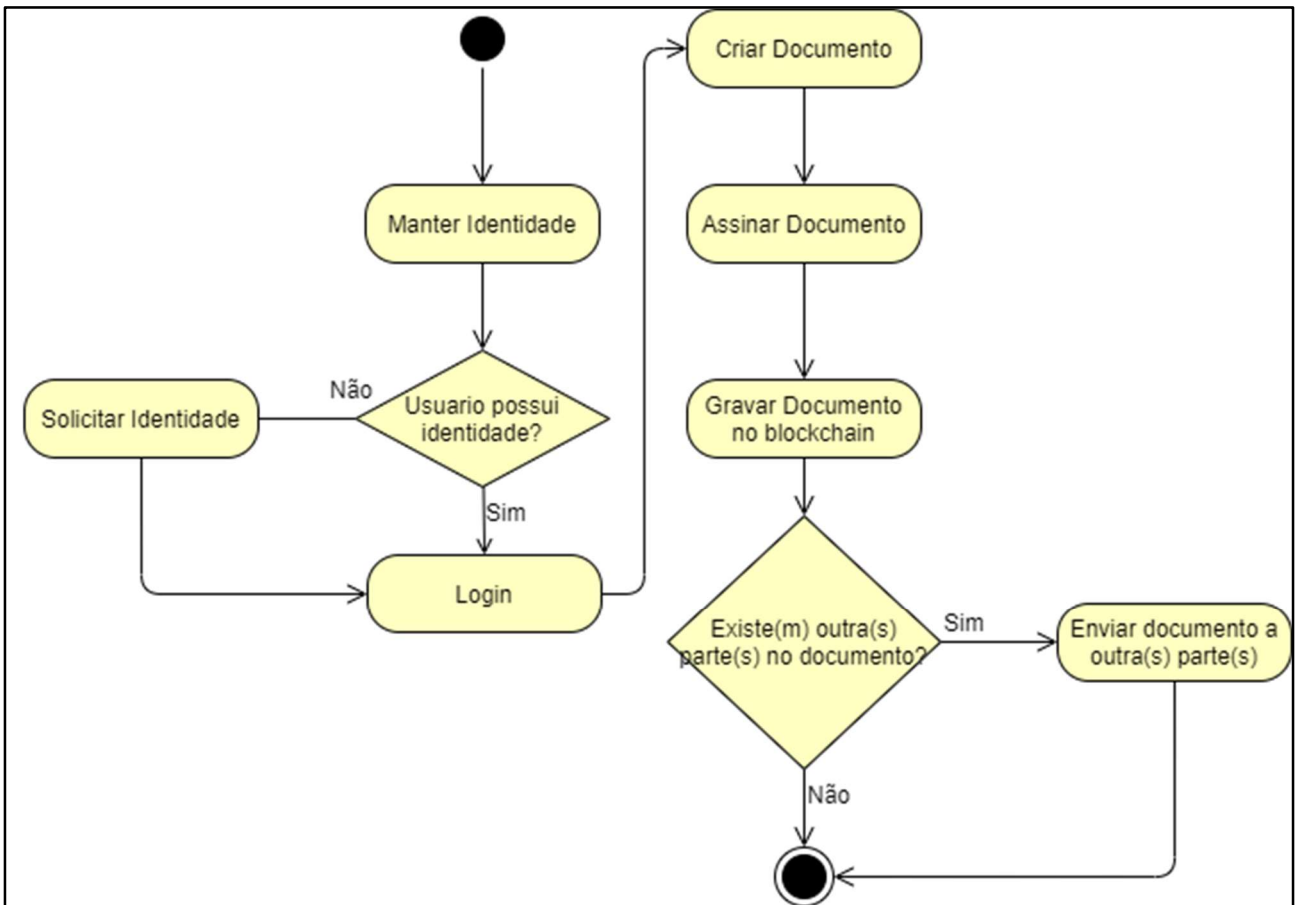 Manter Identidade
Usuario possui
identidade?
Não
Solicitar Identidade
Sim
Login
Criar Documento
Assinar Documento
Gravar Documento
no blockchain
Existe(m) outra(s)
parte(s) no documento?
Sim
Enviar documento a
outra(s) parte(s)
Não